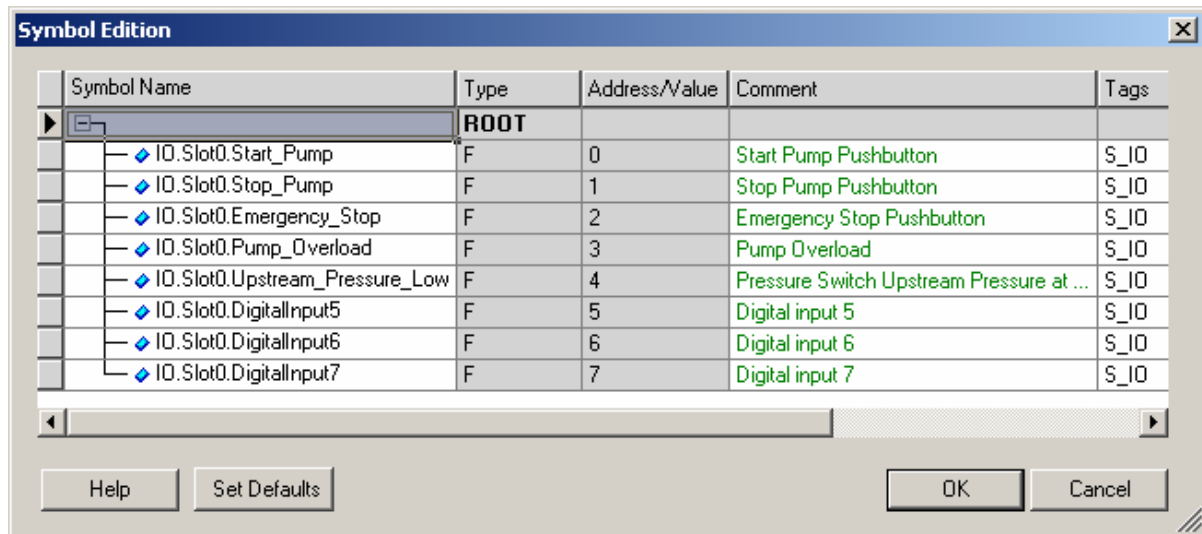 Symbol Edition
Symbol Name Type Address/Value Comment Tags
ROOT
IO.Slot0.Start_Pump F 0 Start Pump Pushbutton S_IO
IO.Slot0.Stop_Pump F 1 Stop Pump Pushbutton S_IO
IO.Slot0.Emergency_Stop F 2 Emergency Stop Pushbutton S_IO
IO.Slot0.Pump_Overload F 3 Pump Overload S_IO
IO.Slot0.Upstream_Pressure_Low F 4 Pressure Switch Upstream Pressure at ... S_IO
IO.Slot0.DigitalInput5 F 5 Digital input 5 S_IO
IO.Slot0.DigitalInput6 F 6 Digital input 6 S_IO
IO.Slot0.DigitalInput7 F 7 Digital input 7 S_IO
Help Set Defaults OK Cancel